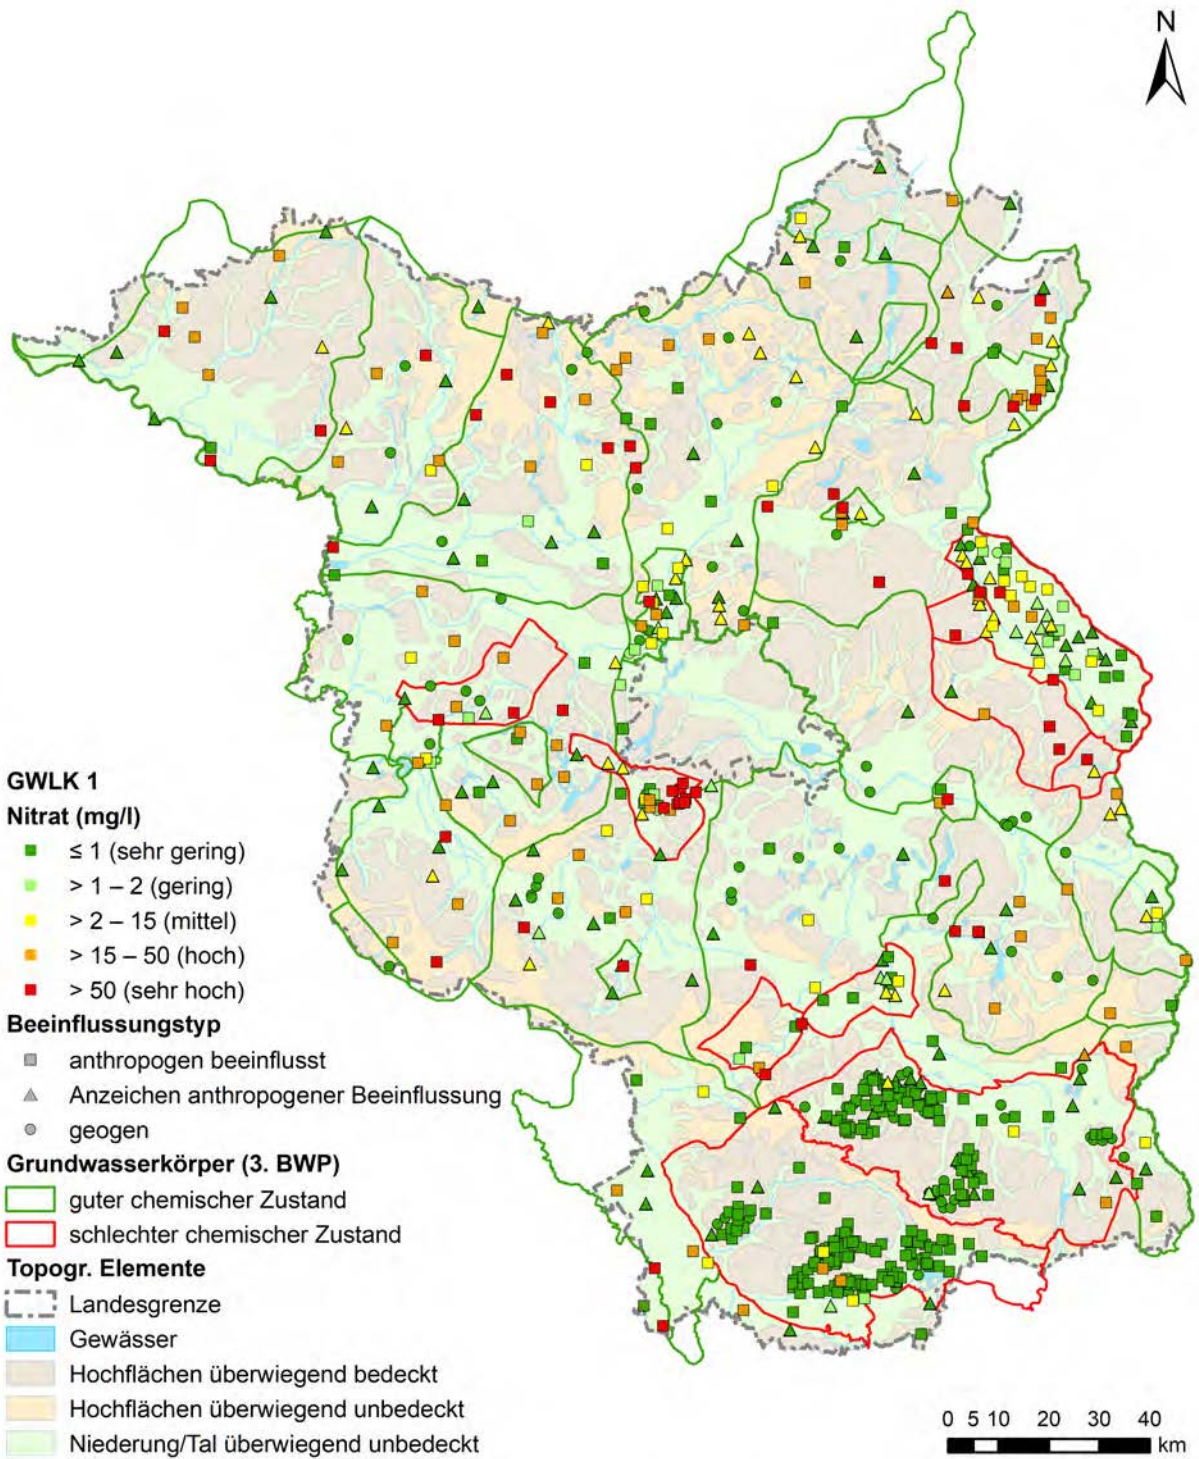 N
GWLK 1
Nitrat (mg/l)
≤ 1 (sehr gering)
> 1 – 2 (gering)
> 2 – 15 (mittel)
> 15 – 50 (hoch)
> 50 (sehr hoch)
Beeinflussungstyp
anthropogen beeinflusst
Anzeichen anthropogener Beeinflussung
geogen
Grundwasserkörper (3. BWP)
guter chemischer Zustand
schlechter chemischer Zustand
Topogr. Elemente
Landesgrenze
Gewässer
Hochflächen überwiegend bedeckt
Hochflächen überwiegend unbedeckt
Niederung/Tal überwiegend unbedeckt
0 5 10 20 30 40
km